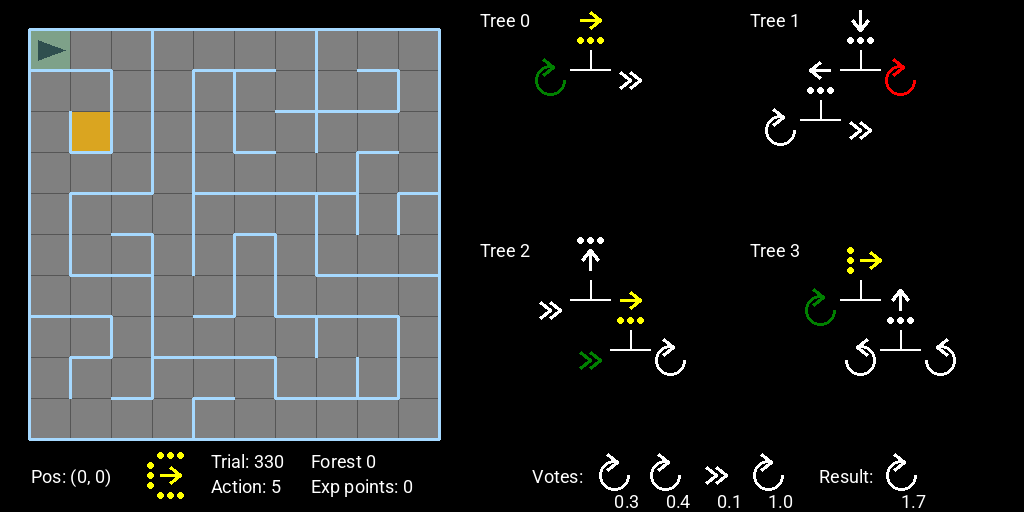 Tree 0
Tree 1
Tree 2
Tree 3
Pos: (0, 0)
Trial: 330
Forest 0
Action: 5
Exp points: 0
Votes:
0.3
0.4
0.1
1.0
Result:
1.7